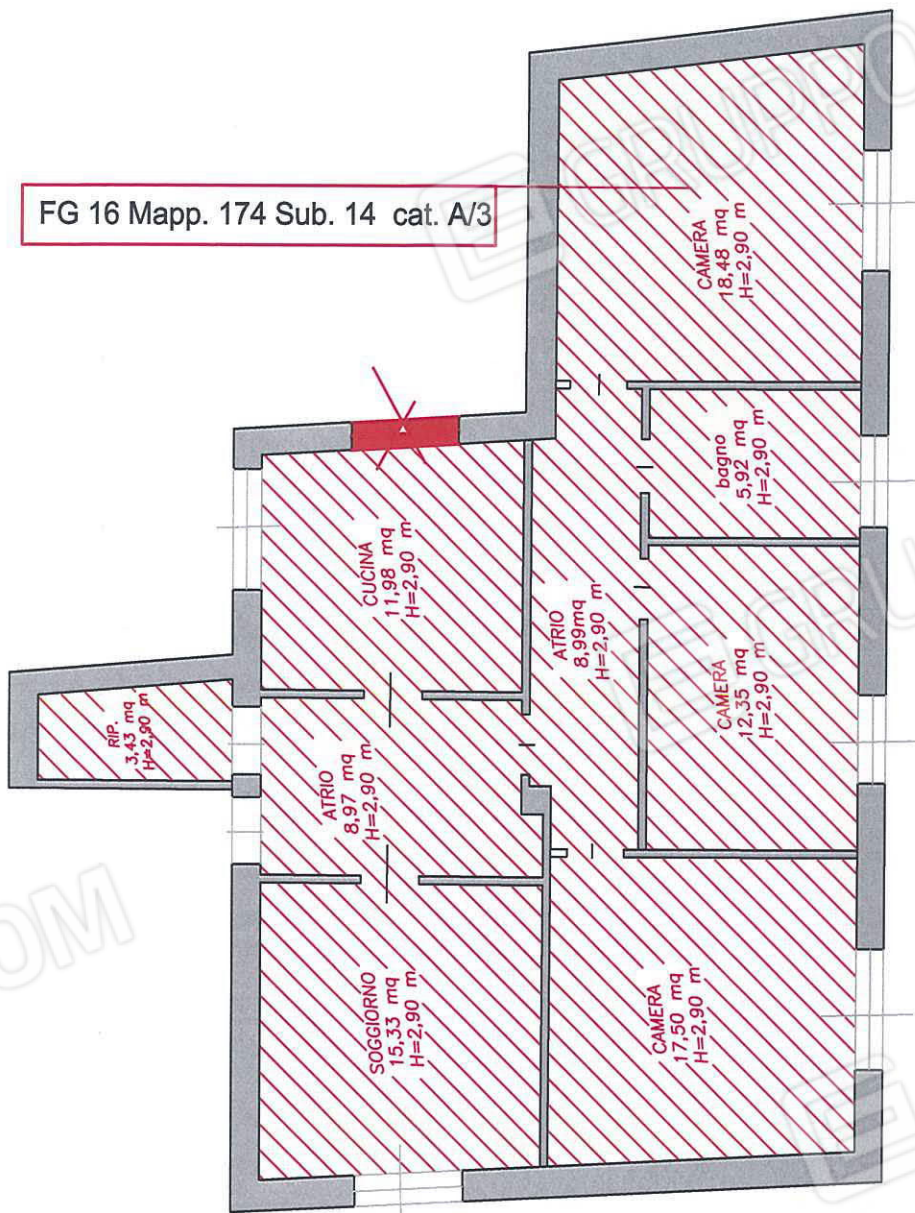 FG 16 Mapp. 174 Sub. 14 cat. A/3
CAMERA
18,48 mq
H=2,90 m
bagno
5,92 mq
H=2,90 m
CUCINA
11,98 mq
H=2,90 m
ATRIO
8,99mq
H=2,90 m
CAMERA
12,35 mq
H=2,90 m
RIP.
3,43 mq
H=2,90 m
ATRIO
8,97 mq
H=2,90 m
SOGGIORNO
15,33 mq
H=2,90 m
CAMERA
17,50 mq
H=2,90 m
GRUPPO
GRU
OM